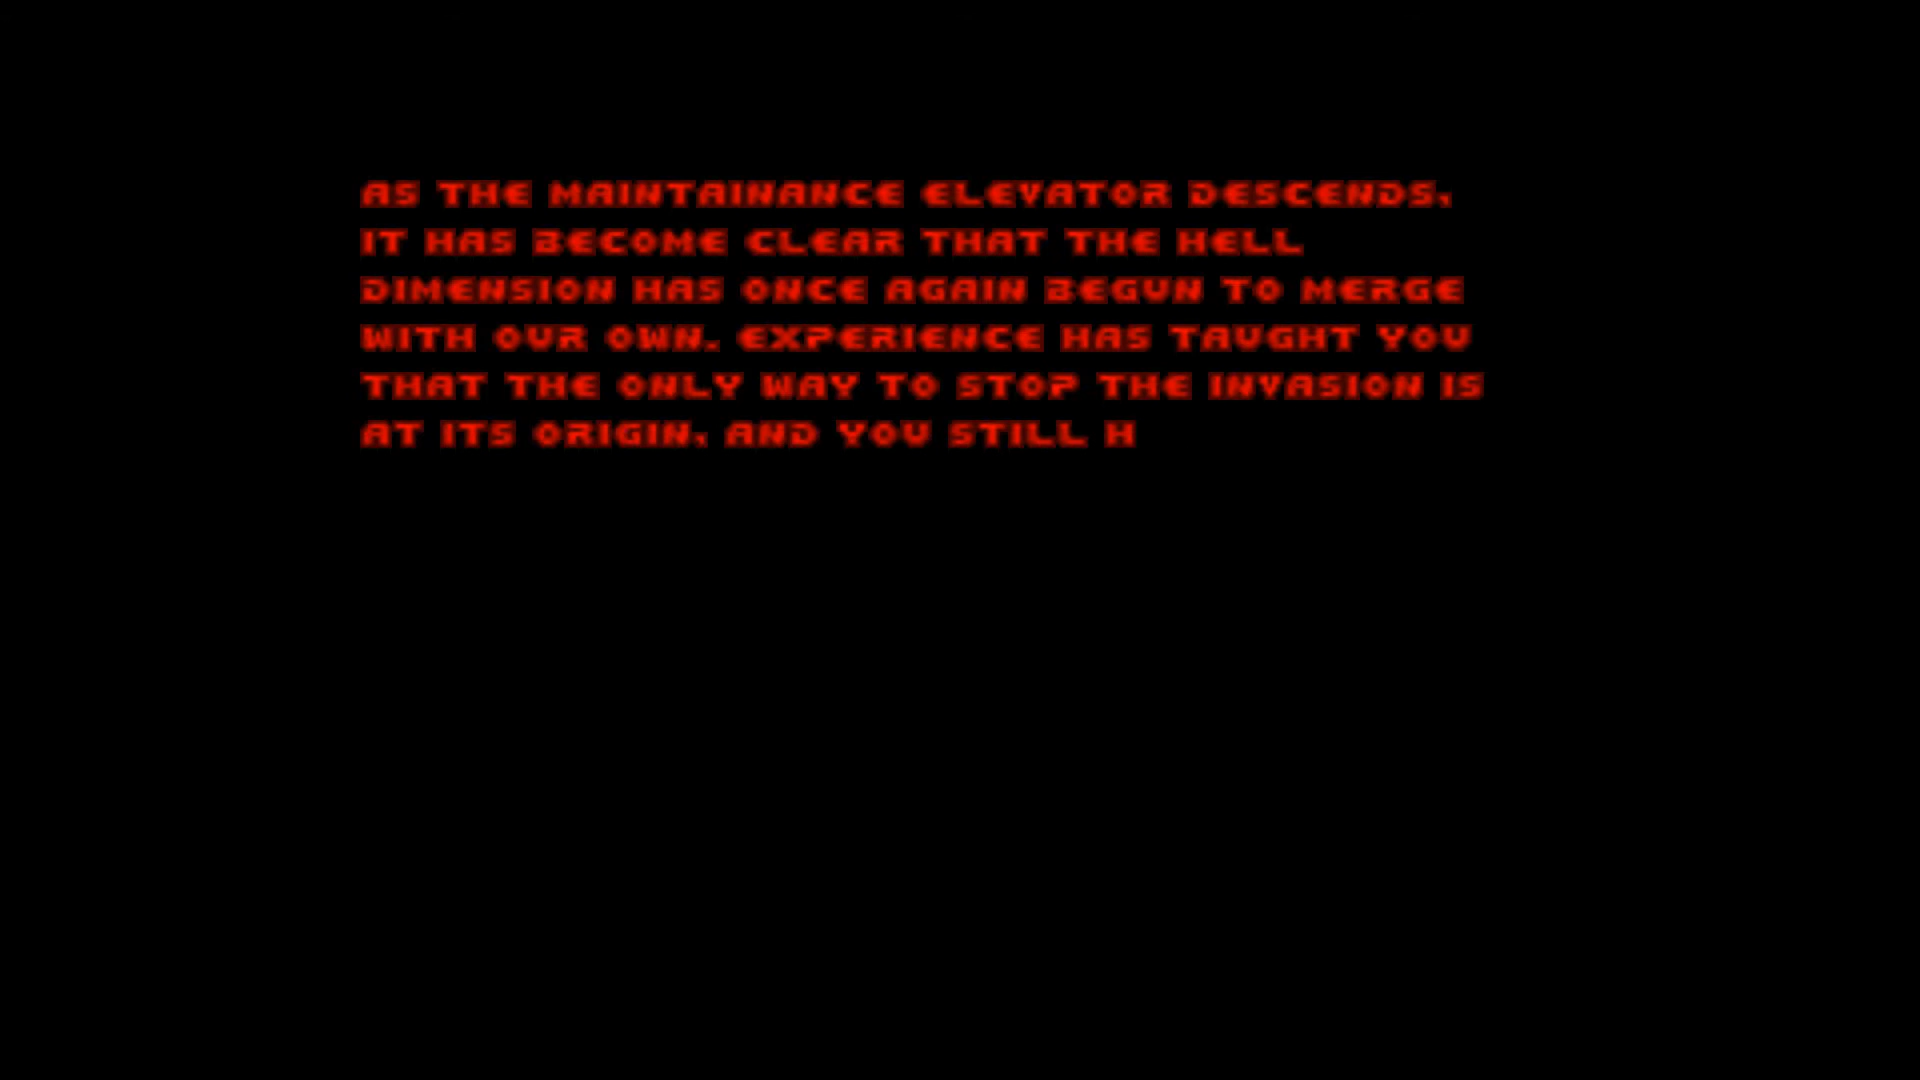 AS THE MAINTAINANCE ELEVATOR DESCENDS,
IT HAS BECOME CLEAR THAT THE HELL
DIMENSION HAS ONCE AGAIN BEGUN TO MERGE
WITH OUR OWN. EXPERIENCE HAS TAUGHT YOU
THAT THE ONLY WAY TO STOP THE INVASION IS
AT ITS ORIGIN, AND YOU STILL H